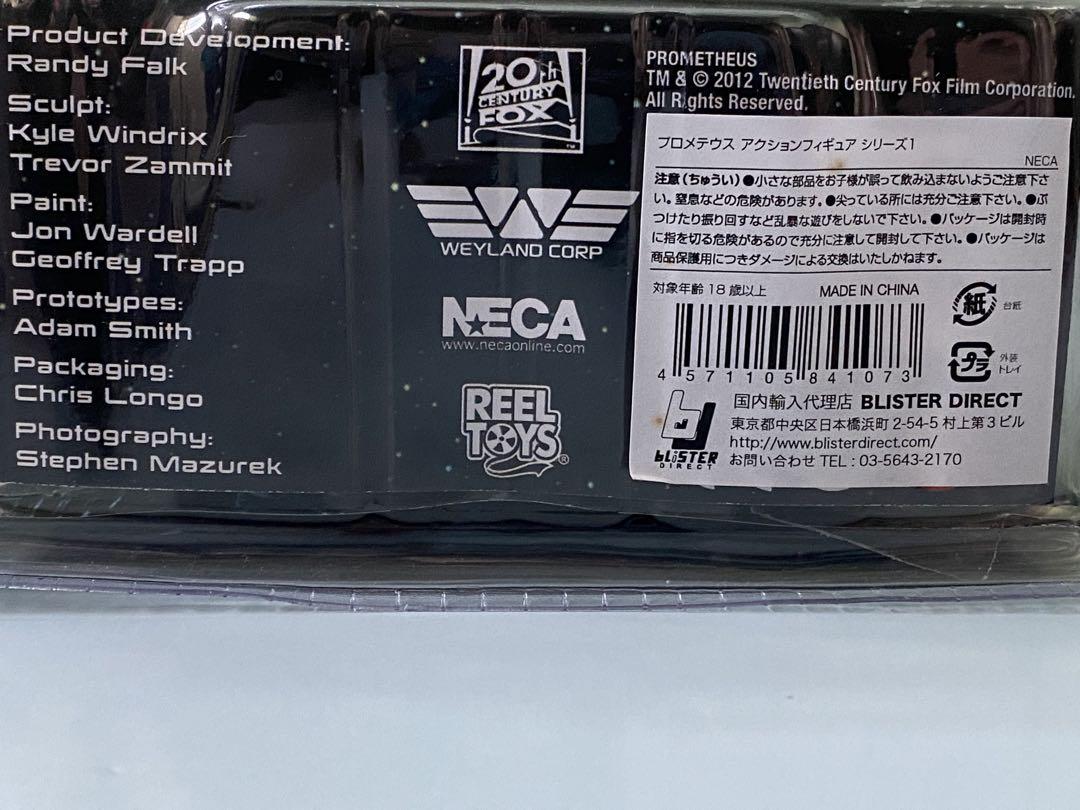 Product Development:
Randy Falk
Sculpt:
Kyle Windrix
Trevor Zammit
Paint:
Jon Wardell
Geoffrey Trapp
Prototypes:
Adam Smith
Packaging:
Chris Longo
Photography:
Stephen Mazurek
20th
CENTURY
FOX
TM
WEYLAND CORP
NECA
www.necaonline.com
REEL
TOYS®
PROMETHEUS
TM & © 2012 Twentieth Century Fox Film Corporation.
All Rights Reserved.
プロメテウス アクションフィギュア シリーズ1
NECA
注意(ちゅうい)●小さな部品をお子様が誤って飲み込まないようご注意下さ
い。窒息などの危険があります。●尖っている所には充分ご注意下さい。●ぶ
つけたり振り回すなど乱暴な遊びをしないで下さい。●パッケージは開封時
に指を切る危険があるので充分に注意して開封して下さい。●パッケージは
商品保護用につきダメージによる交換はいたしかねます。
対象年齢 18 歳以上 MADE IN CHINA
紙 台紙
プラ 外装
トレイ
4 571105 841073
国内輸入代理店 BLISTER DIRECT
東京都中央区日本橋浜町 2-54-5 村上第3ビル
http://www.blisterdirect.com/
お問い合わせ TEL : 03-5643-2170
BLiSTER
DIRECT